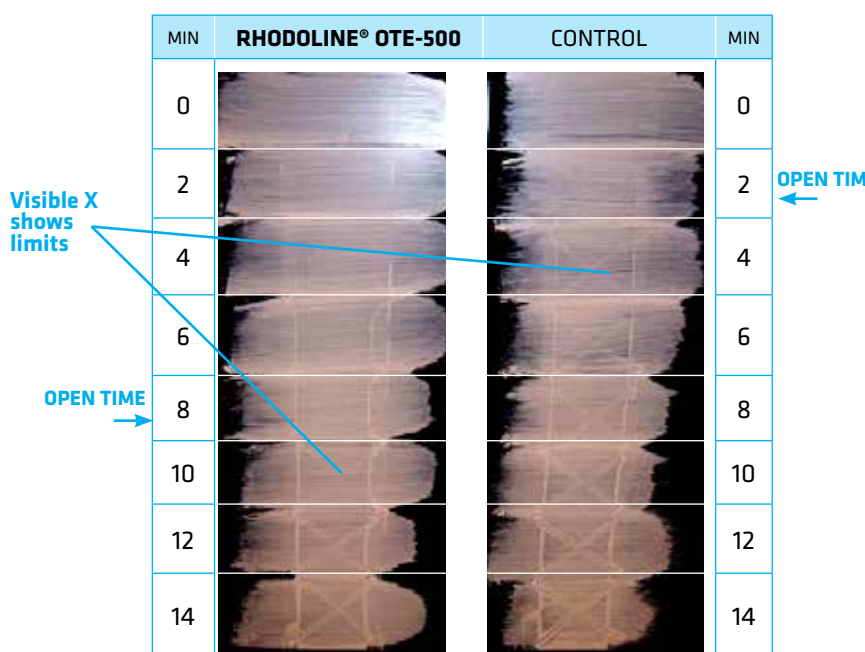 MIN RHODOLINE® OTE-500 CONTROL MIN
0 0
2 2
OPEN TIM
Visible X
shows
limits
4 4
6 6
OPEN TIME
8 8
10 10
12 12
14 14